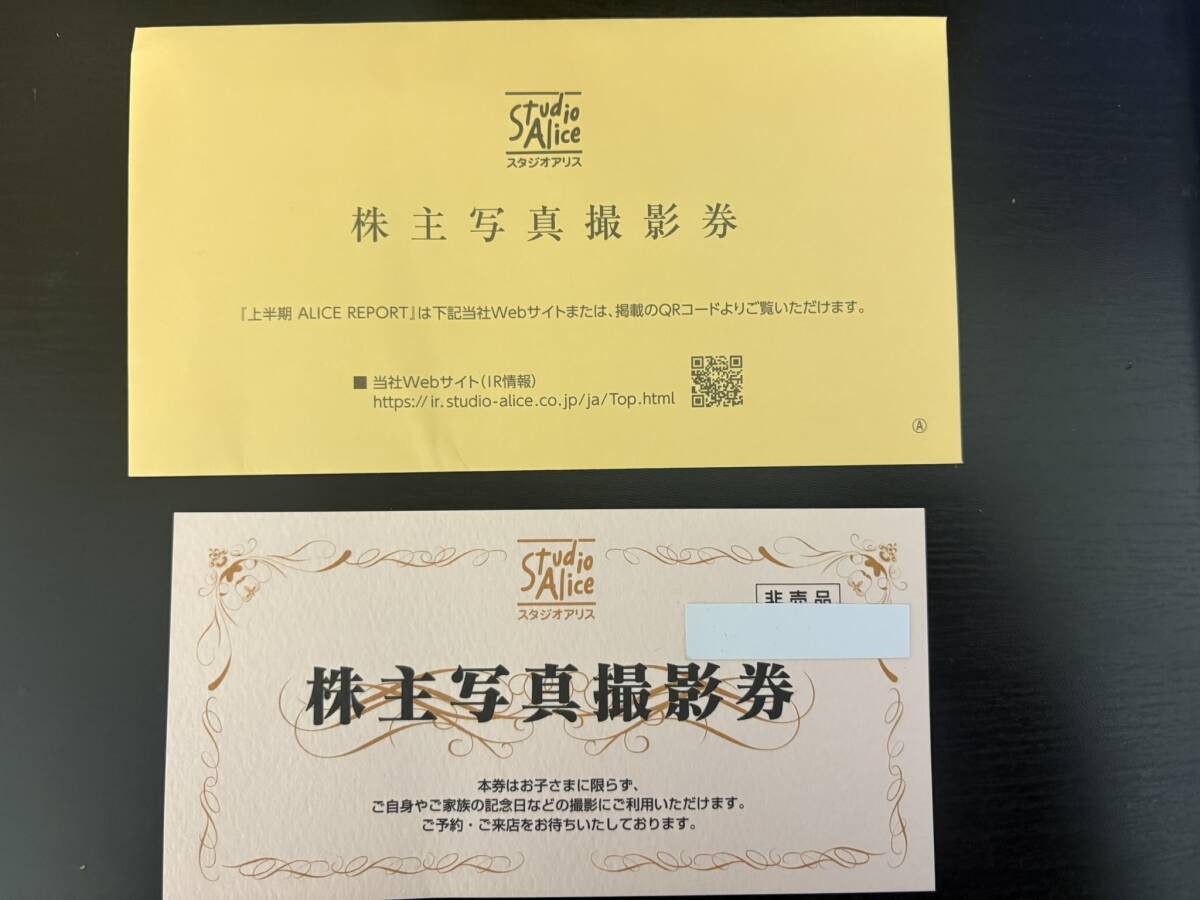 Studio
Alice
スタジオアリス
株主写真撮影券
『上半期 ALICE REPORT』は下記当社Webサイトまたは、掲載のQRコードよりご覧いただけます。
■ 当社Webサイト(IR情報)
https://ir.studio-alice.co.jp/ja/Top.html
Ⓐ
Studio
Alice
スタジオアリス
非売品
株主写真撮影券
本券はお子さまに限らず、
ご自身やご家族の記念日などの撮影にご利用いただけます。
ご予約・ご来店をお待ちいたしております。